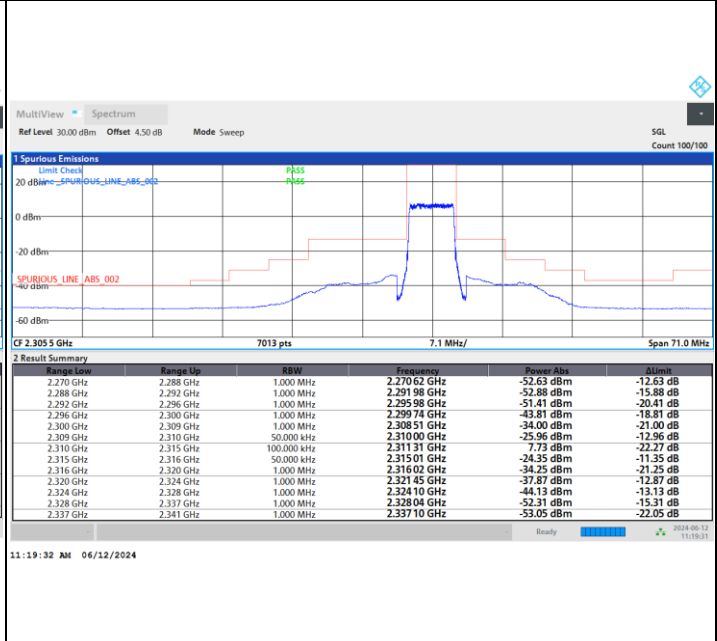 MultiView Spectrum
Ref Level 30.00 dBm Offset 4.50 dB Mode Sweep SGL
Count 100/100
1 Spurious Emissions
Limit Check PASS
20 dBm Line _SPURIOUS_LINE_ABS_002 PASS
0 dBm
-20 dBm
SPURIOUS_LINE_ABS_002
-40 dBm
-60 dBm
CF 2.305 5 GHz 7013 pts 7.1 MHz/ Span 71.0 MHz
2 Result Summary
Range Low Range Up RBW Frequency Power Abs ΔLimit
2.270 GHz 2.288 GHz 1.000 MHz 2.270 62 GHz -52.63 dBm -12.63 dB
2.288 GHz 2.292 GHz 1.000 MHz 2.291 98 GHz -52.88 dBm -15.88 dB
2.292 GHz 2.296 GHz 1.000 MHz 2.295 98 GHz -51.41 dBm -20.41 dB
2.296 GHz 2.300 GHz 1.000 MHz 2.299 74 GHz -43.81 dBm -18.81 dB
2.300 GHz 2.309 GHz 1.000 MHz 2.308 51 GHz -34.00 dBm -21.00 dB
2.309 GHz 2.310 GHz 50.000 kHz 2.310 00 GHz -25.96 dBm -12.96 dB
2.310 GHz 2.315 GHz 100.000 kHz 2.311 31 GHz 7.73 dBm -22.27 dB
2.315 GHz 2.316 GHz 50.000 kHz 2.315 01 GHz -24.35 dBm -11.35 dB
2.316 GHz 2.320 GHz 1.000 MHz 2.316 02 GHz -34.25 dBm -21.25 dB
2.320 GHz 2.324 GHz 1.000 MHz 2.321 45 GHz -37.87 dBm -12.87 dB
2.324 GHz 2.328 GHz 1.000 MHz 2.324 10 GHz -44.13 dBm -13.13 dB
2.328 GHz 2.337 GHz 1.000 MHz 2.328 04 GHz -52.31 dBm -15.31 dB
2.337 GHz 2.341 GHz 1.000 MHz 2.337 10 GHz -53.05 dBm -22.05 dB
Ready 2024-06-12
11:19:31
11:19:32 AM 06/12/2024